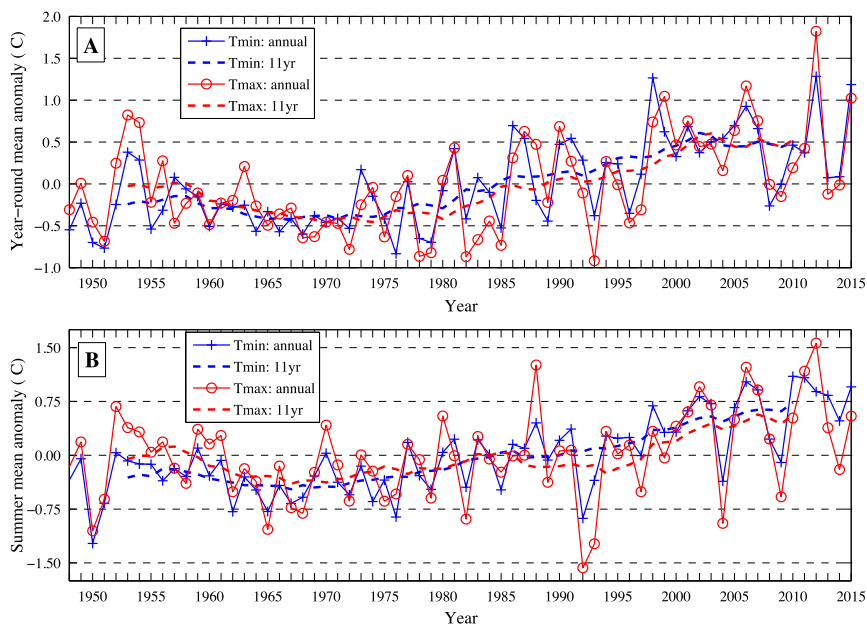 A
Year−round mean anomaly ( C)
2.0
1.5
1.0
0.5
0.0
−0.5
−1.0
Tmin: annual
Tmin: 11yr
Tmax: annual
Tmax: 11yr
1950 1955 1960 1965 1970 1975 1980 1985 1990 1995 2000 2005 2010 2015
Year
B
Summer mean anomaly ( C)
1.50
0.75
0.00
−0.75
−1.50
Tmin: annual
Tmin: 11yr
Tmax: annual
Tmax: 11yr
1950 1955 1960 1965 1970 1975 1980 1985 1990 1995 2000 2005 2010 2015
Year